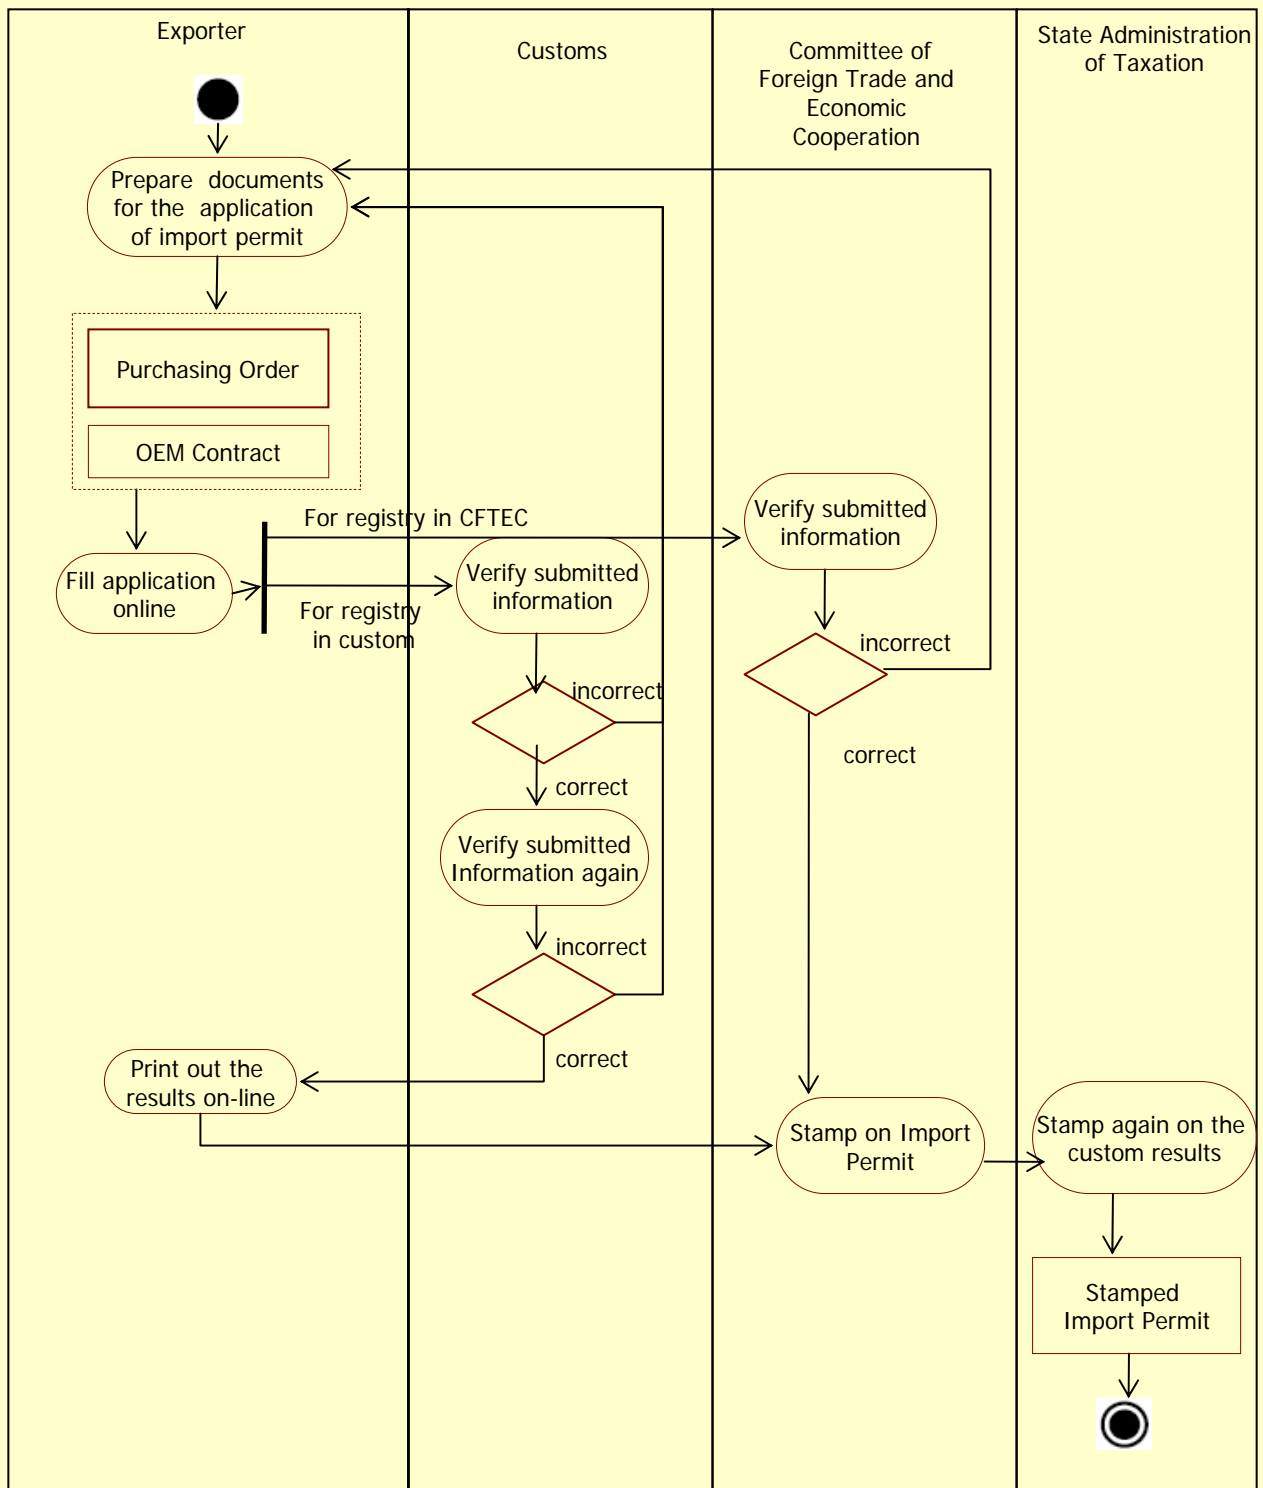 Exporter
Customs
Committee of
Foreign Trade and
Economic
Cooperation
State Administration
of Taxation
Prepare documents
for the application
of import permit
Purchasing Order
OEM Contract
For registry in CFTEC
Verify submitted
information
Fill application
online
Verify submitted
information
For registry
in custom
incorrect
incorrect
correct
correct
Verify submitted
Information again
incorrect
correct
Print out the
results on-line
Stamp on Import
Permit
Stamp again on the
custom results
Stamped
Import Permit